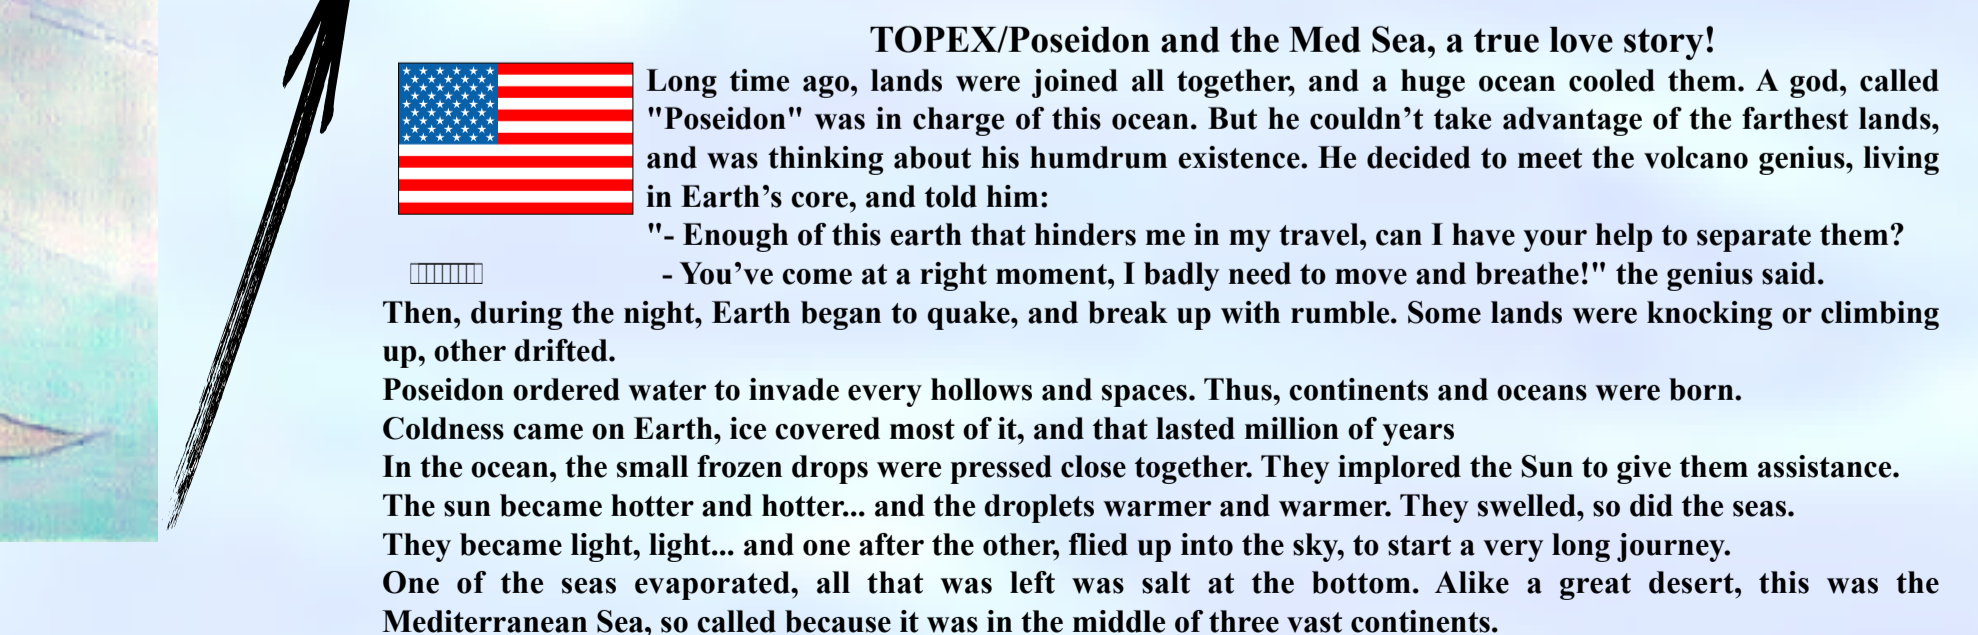 TOPEX/Poseidon and the Med Sea, a true love story!
Long time ago, lands were joined all together, and a huge ocean cooled them. A god, called
"Poseidon" was in charge of this ocean. But he couldn’t take advantage of the farthest lands,
and was thinking about his humdrum existence. He decided to meet the volcano genius, living
in Earth’s core, and told him:
"- Enough of this earth that hinders me in my travel, can I have your help to separate them?
- You’ve come at a right moment, I badly need to move and breathe!" the genius said.
Then, during the night, Earth began to quake, and break up with rumble. Some lands were knocking or climbing
up, other drifted.
Poseidon ordered water to invade every hollows and spaces. Thus, continents and oceans were born.
Coldness came on Earth, ice covered most of it, and that lasted million of years
In the ocean, the small frozen drops were pressed close together. They implored the Sun to give them assistance.
The sun became hotter and hotter... and the droplets warmer and warmer. They swelled, so did the seas.
They became light, light... and one after the other, flied up into the sky, to start a very long journey.
One of the seas evaporated, all that was left was salt at the bottom. Alike a great desert, this was the
Mediterranean Sea, so called because it was in the middle of three vast continents.